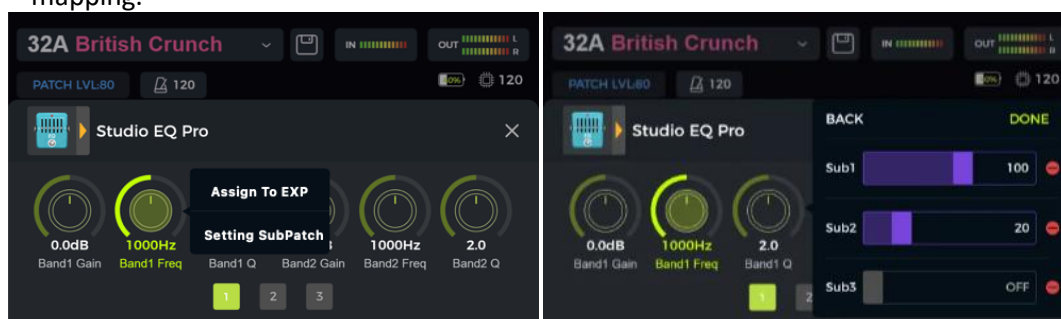 mapping.
32A British Crunch
IN
OUT
L
R
PATCH LVL:80
120
0%
120
Studio EQ Pro
Assign To EXP
Setting SubPatch
0.0dB
1000Hz
1000Hz
2.0
Band1 Gain
Band1 Freq
Band1 Q
Band2 Gain
Band2 Freq
Band2 Q
1 2 3
32A British Crunch
IN
OUT
L
R
PATCH LVL:80
120
0%
120
Studio EQ Pro
0.0dB
1000Hz
2.0
Band1 Gain
Band1 Freq
Band1 Q
1 2
BACK DONE
Sub1 100
Sub2 20
Sub3 OFF